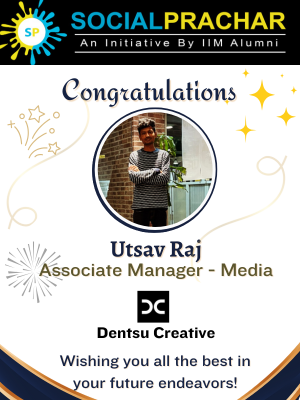 SP
SOCIALPRACHAR
An Initiative By IIM Alumni
Congratulations
Utsav Raj
Associate Manager - Media
DC
Dentsu Creative
Wishing you all the best in
your future endeavors!